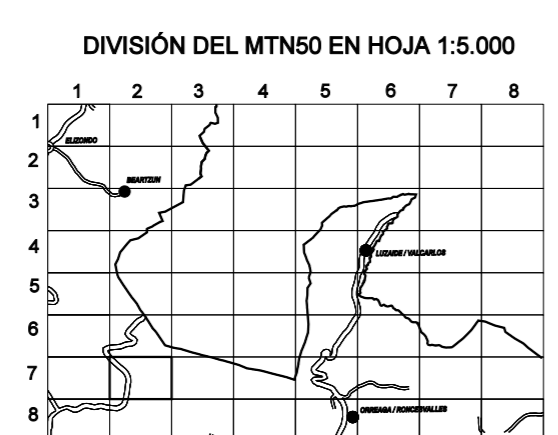 DIVISIÓN DEL MTN50 EN HOJA 1:5.000
1 2 3 4 5 6 7 8
1
ELIZONDO
2
BEARTZUN
3
4
LUZAIDE / VALCARLOS
5
6
7
8
ORREAGA / RONCESVALLES